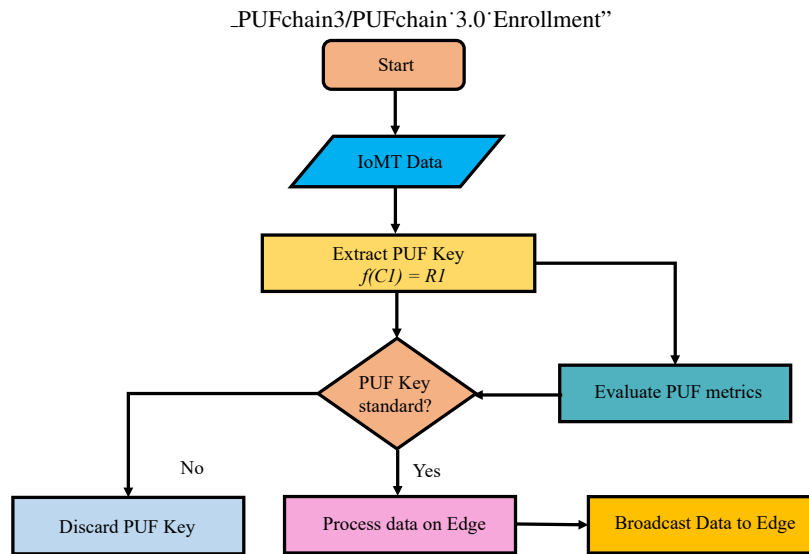 _PUFchain3/PUFchain˙3.0˙Enrollment”
Start
IoMT Data
Extract PUF Key
f(C1) = R1
PUF Key
standard?
Evaluate PUF metrics
No
Yes
Discard PUF Key
Process data on Edge
Broadcast Data to Edge